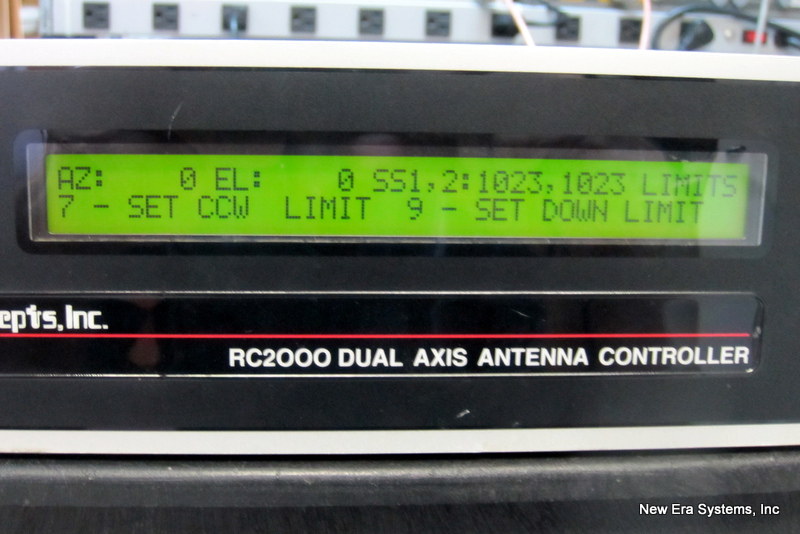 AZ: 0 EL: 0 SS1,2:1023,1023 LIMITS
7 - SET CCW LIMIT 9 - SET DOWN LIMIT
epts, Inc.
RC2000 DUAL AXIS ANTENNA CONTROLLER
New Era Systems, Inc